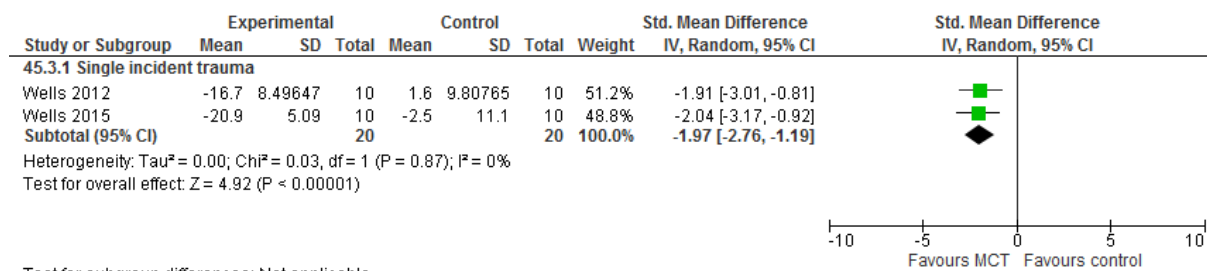 Experimental Control Std. Mean Difference Std. Mean Difference
Study or Subgroup Mean SD Total Mean SD Total Weight IV, Random, 95% CI IV, Random, 95% CI
45.3.1 Single incident trauma
Wells 2012 -16.7 8.49647 10 1.6 9.80765 10 51.2% -1.91 [-3.01, -0.81]
Wells 2015 -20.9 5.09 10 -2.5 11.1 10 48.8% -2.04 [-3.17, -0.92]
Subtotal (95% CI) 20 20 100.0% -1.97 [-2.76, -1.19]
Heterogeneity: Tau² = 0.00; Chi² = 0.03, df = 1 (P = 0.87); I² = 0%
Test for overall effect: Z = 4.92 (P < 0.00001)
-10 -5 0 5 10
Favours MCT Favours control
Test for subgroup differences: Not applicable